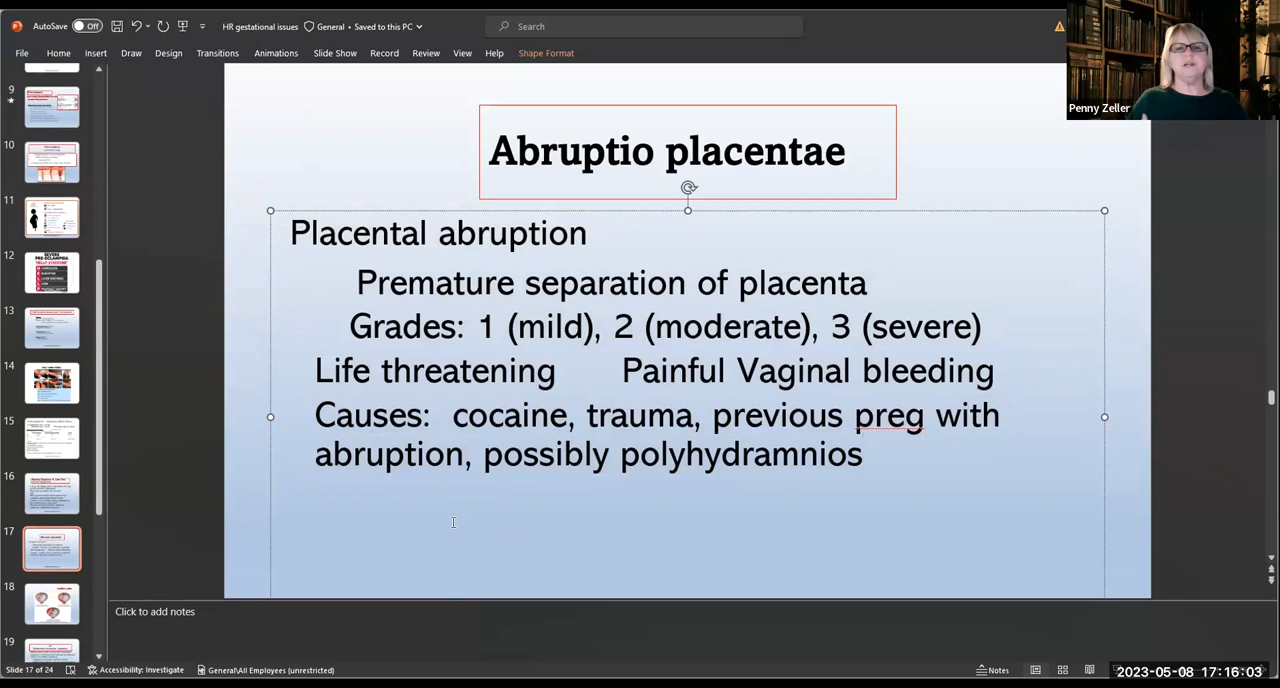 AutoSave Off HR gestational issues General • Saved to this PC Search
File Home Insert Draw Design Transitions Animations Slide Show Record Review View Help Shape Format
Penny Zeller
9
10
11
12
13
14
15
16
17
18
19
Abruptio placentae
Placental abruption
Premature separation of placenta
Grades: 1 (mild), 2 (moderate), 3 (severe)
Life threatening Painful Vaginal bleeding
Causes: cocaine, trauma, previous preg with
abruption, possibly polyhydramnios
Click to add notes
Slide 17 of 24 Accessibility: Investigate General\All Employees (unrestricted) Notes
2023-05-08 17:16:03